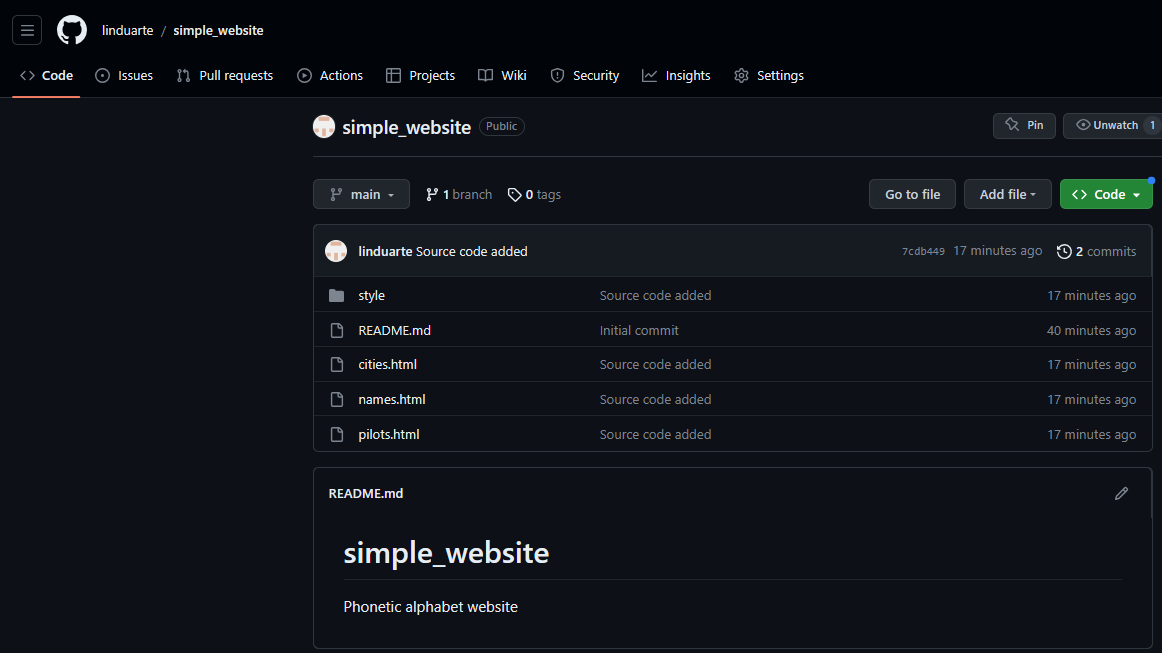 linduarte / simple_website
Code Issues Pull requests Actions Projects Wiki Security Insights Settings
simple_website Public Pin Unwatch 1
main 1 branch 0 tags Go to file Add file Code
linduarte Source code added 7cdb449 17 minutes ago 2 commits
style Source code added 17 minutes ago
README.md Initial commit 40 minutes ago
cities.html Source code added 17 minutes ago
names.html Source code added 17 minutes ago
pilots.html Source code added 17 minutes ago
README.md
simple_website
Phonetic alphabet website